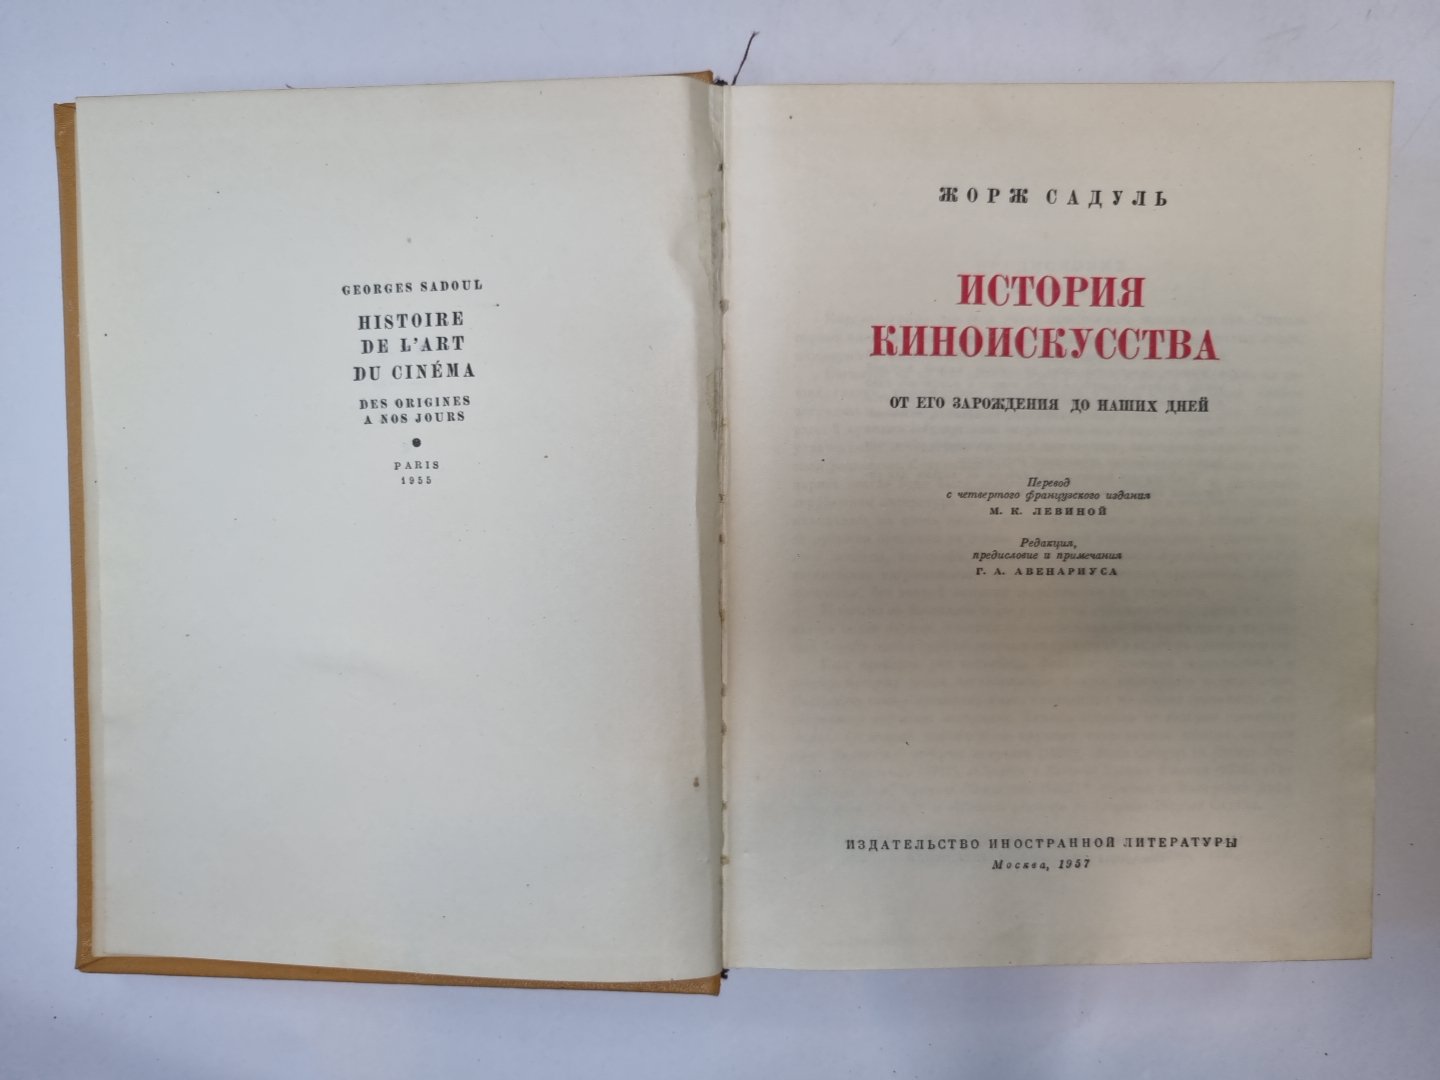 GEORGES SADOUL
HISTOIRE
DE L'ART
DU CINÉMA
DES ORIGINES
A NOS JOURS
PARIS
1955
ЖОРЖ САДУЛЬ
ИСТОРИЯ
КИНОИСКУССТВА
ОТ ЕГО ЗАРОЖДЕНИЯ ДО НАШИХ ДНЕЙ
Перевод
с четвертого французского издания
М. К. ЛЕВИНОЙ
Редакция,
предисловие и примечания
Г. А. АВЕНАРИУСА
ИЗДАТЕЛЬСТВО ИНОСТРАННОЙ ЛИТЕРАТУРЫ
Москва, 1957